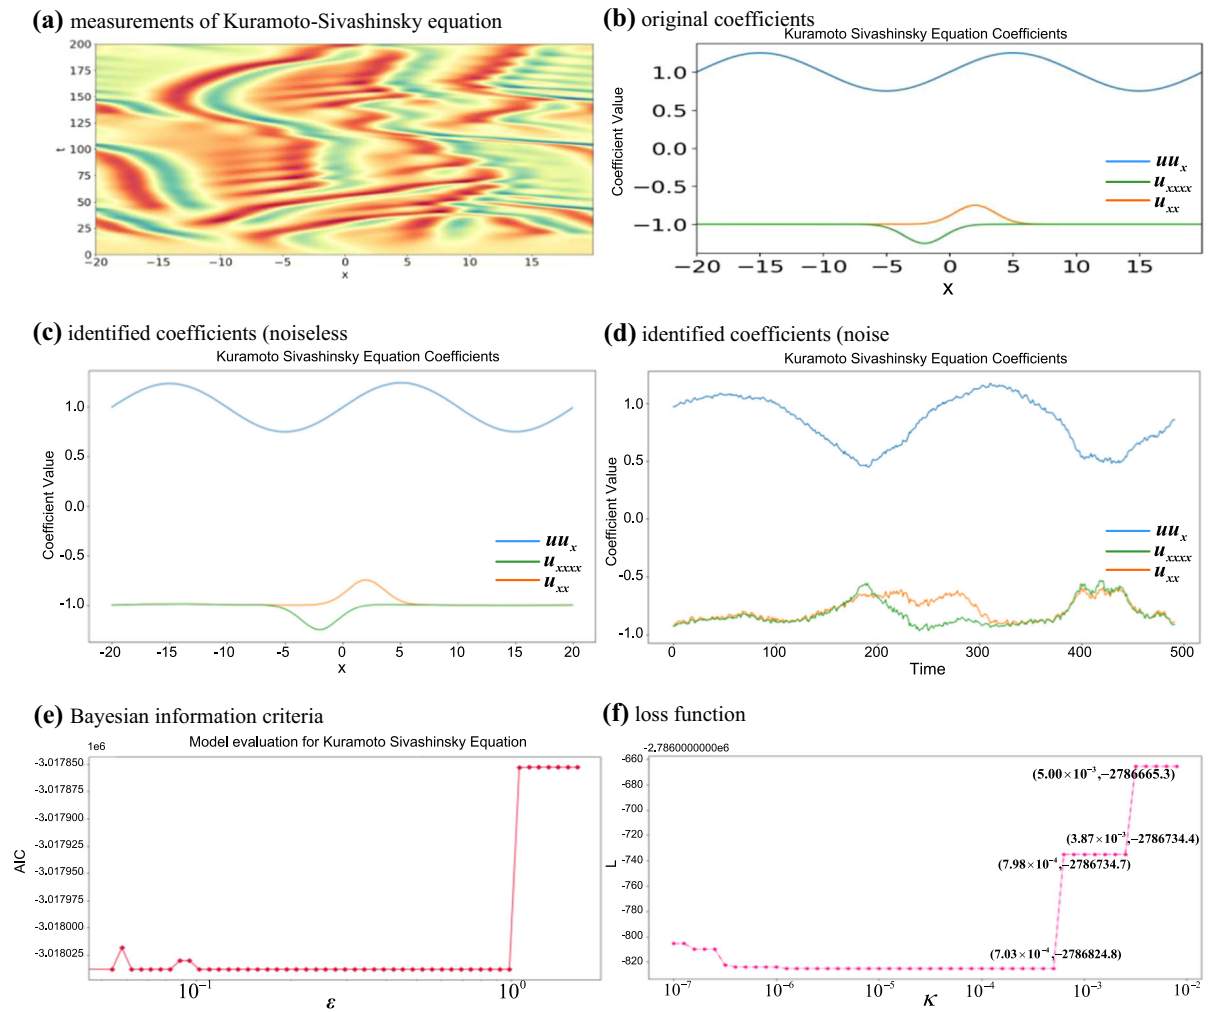 (a) measurements of Kuramoto-Sivashinsky equation
200
175
150
125
100
75
50
25
0
t
−20 −15 −10 −5 0 5 10 15
x
(b) original coefficients
Kuramoto Sivashinsky Equation Coefficients
1.0
0.5
0.0
−0.5
−1.0
Coefficient Value
uu_x
u_xxxx
u_xx
−20 −15 −10 −5 0 5 10 15
x
(c) identified coefficients (noiseless
Kuramoto Sivashinsky Equation Coefficients
1.0
0.5
0.0
-0.5
-1.0
Coefficient Value
uu_x
u_xxxx
u_xx
-20 -15 -10 -5 0 5 10 15 20
x
(d) identified coefficients (noise
Kuramoto Sivashinsky Equation Coefficients
1.0
0.5
0.0
-0.5
-1.0
Coefficient Value
uu_x
u_xxxx
u_xx
0 100 200 300 400 500
Time
(e) Bayesian information criteria
Model evaluation for Kuramoto Sivashinsky Equation
1e6
-3.017850
-3.017875
-3.017900
-3.017925
-3.017950
-3.017975
-3.018000
-3.018025
AIC
10⁻¹ 10⁰
ε
(f) loss function
-2.7860000000e6
-660
-680
-700
-720
-740
-760
-780
-800
-820
L
(5.00×10⁻³,−2786665.3)
(3.87×10⁻³,−2786734.4)
(7.98×10⁻⁴,−2786734.7)
(7.03×10⁻⁴,−2786824.8)
10⁻⁷ 10⁻⁶ 10⁻⁵ 10⁻⁴ 10⁻³ 10⁻²
κ